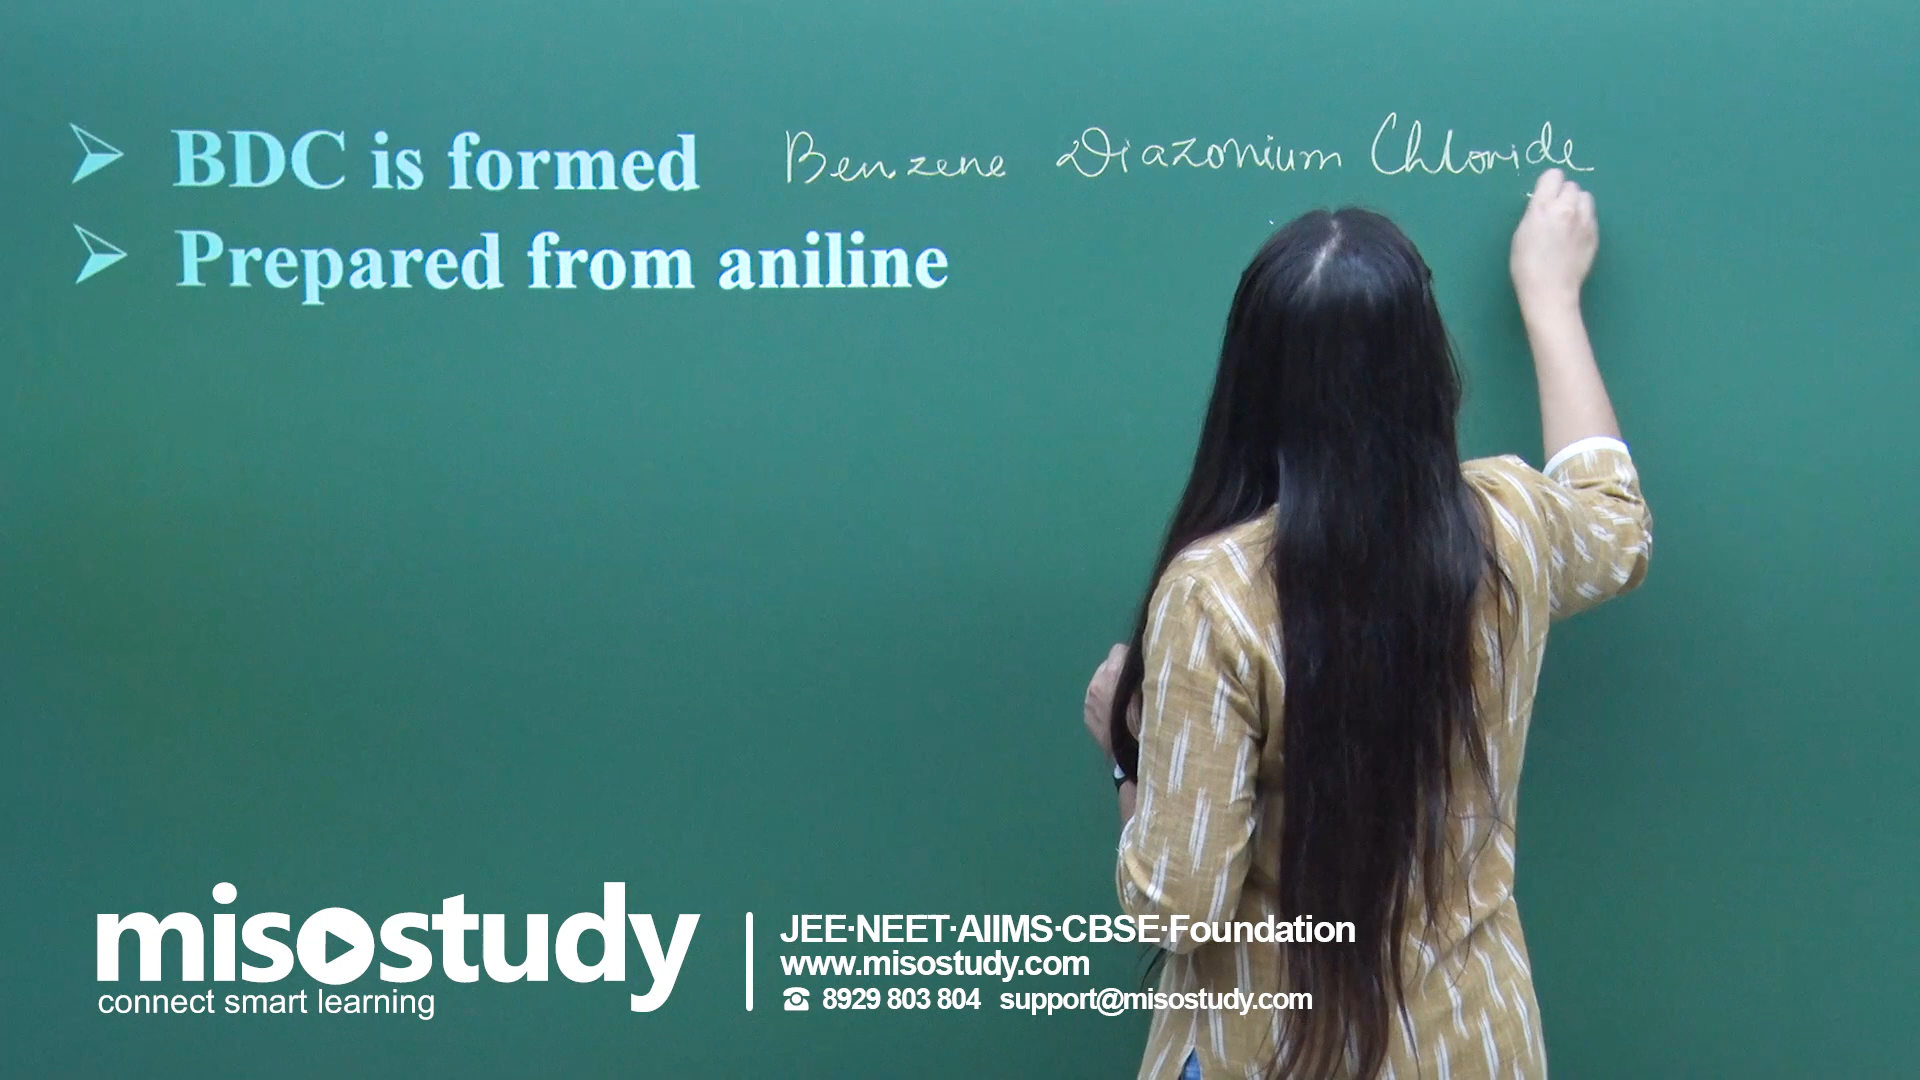 BDC is formed Benzene Diazonium Chloride
Prepared from aniline
misostudy
connect smart learning
JEE·NEET·AIIMS·CBSE·Foundation
www.misostudy.com
8929 803 804 support@misostudy.com